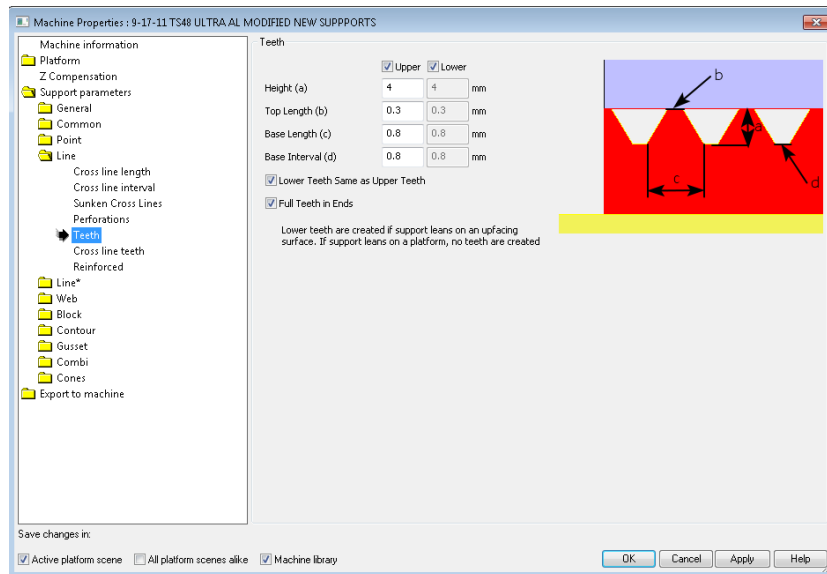 Machine Properties : 9-17-11 TS48 ULTRA AL MODIFIED NEW SUPPPORTS
Machine information
Platform
Z Compensation
Support parameters
General
Common
Point
Line
Cross line length
Cross line interval
Sunken Cross Lines
Perforations
Teeth
Cross line teeth
Reinforced
Line*
Web
Block
Contour
Gusset
Combi
Cones
Export to machine
Teeth
Upper Lower
Height (a) 4 4 mm
Top Length (b) 0.3 0.3 mm
Base Length (c) 0.8 0.8 mm
Base Interval (d) 0.8 0.8 mm
Lower Teeth Same as Upper Teeth
Full Teeth in Ends
Lower teeth are created if support leans on an upfacing
surface. If support leans on a platform, no teeth are created
b
a
c
d
Save changes in:
Active platform scene All platform scenes alike Machine library
OK Cancel Apply Help